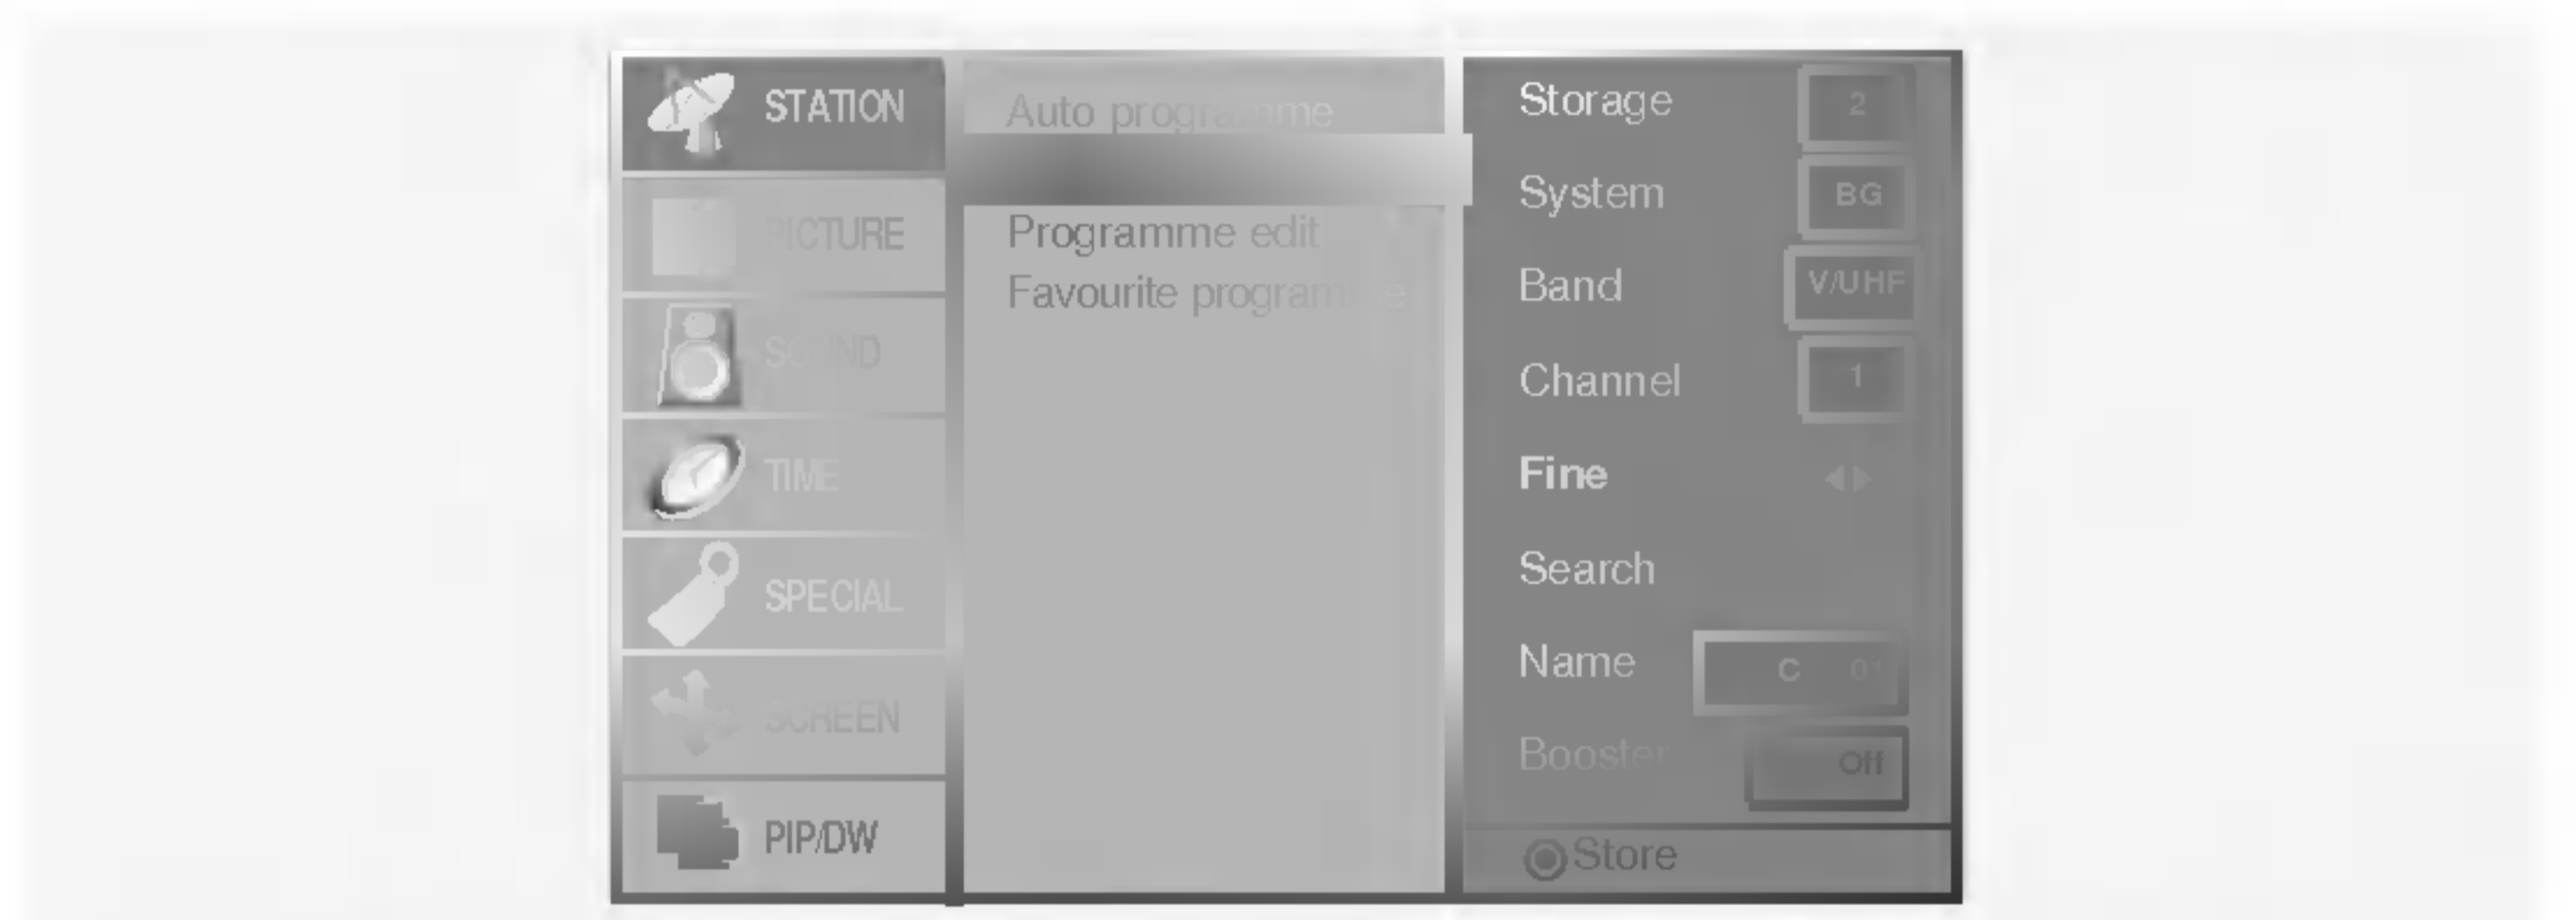 STATION
PICTURE
SOUND
TIME
SPECIAL
SCREEN
PIP/DW
Auto programme
Programme edit
Favourite programme
Storage 2
System BG
Band V/UHF
Channel 1
Fine ◀▶
Search
Name C 0
Booster Off
Store